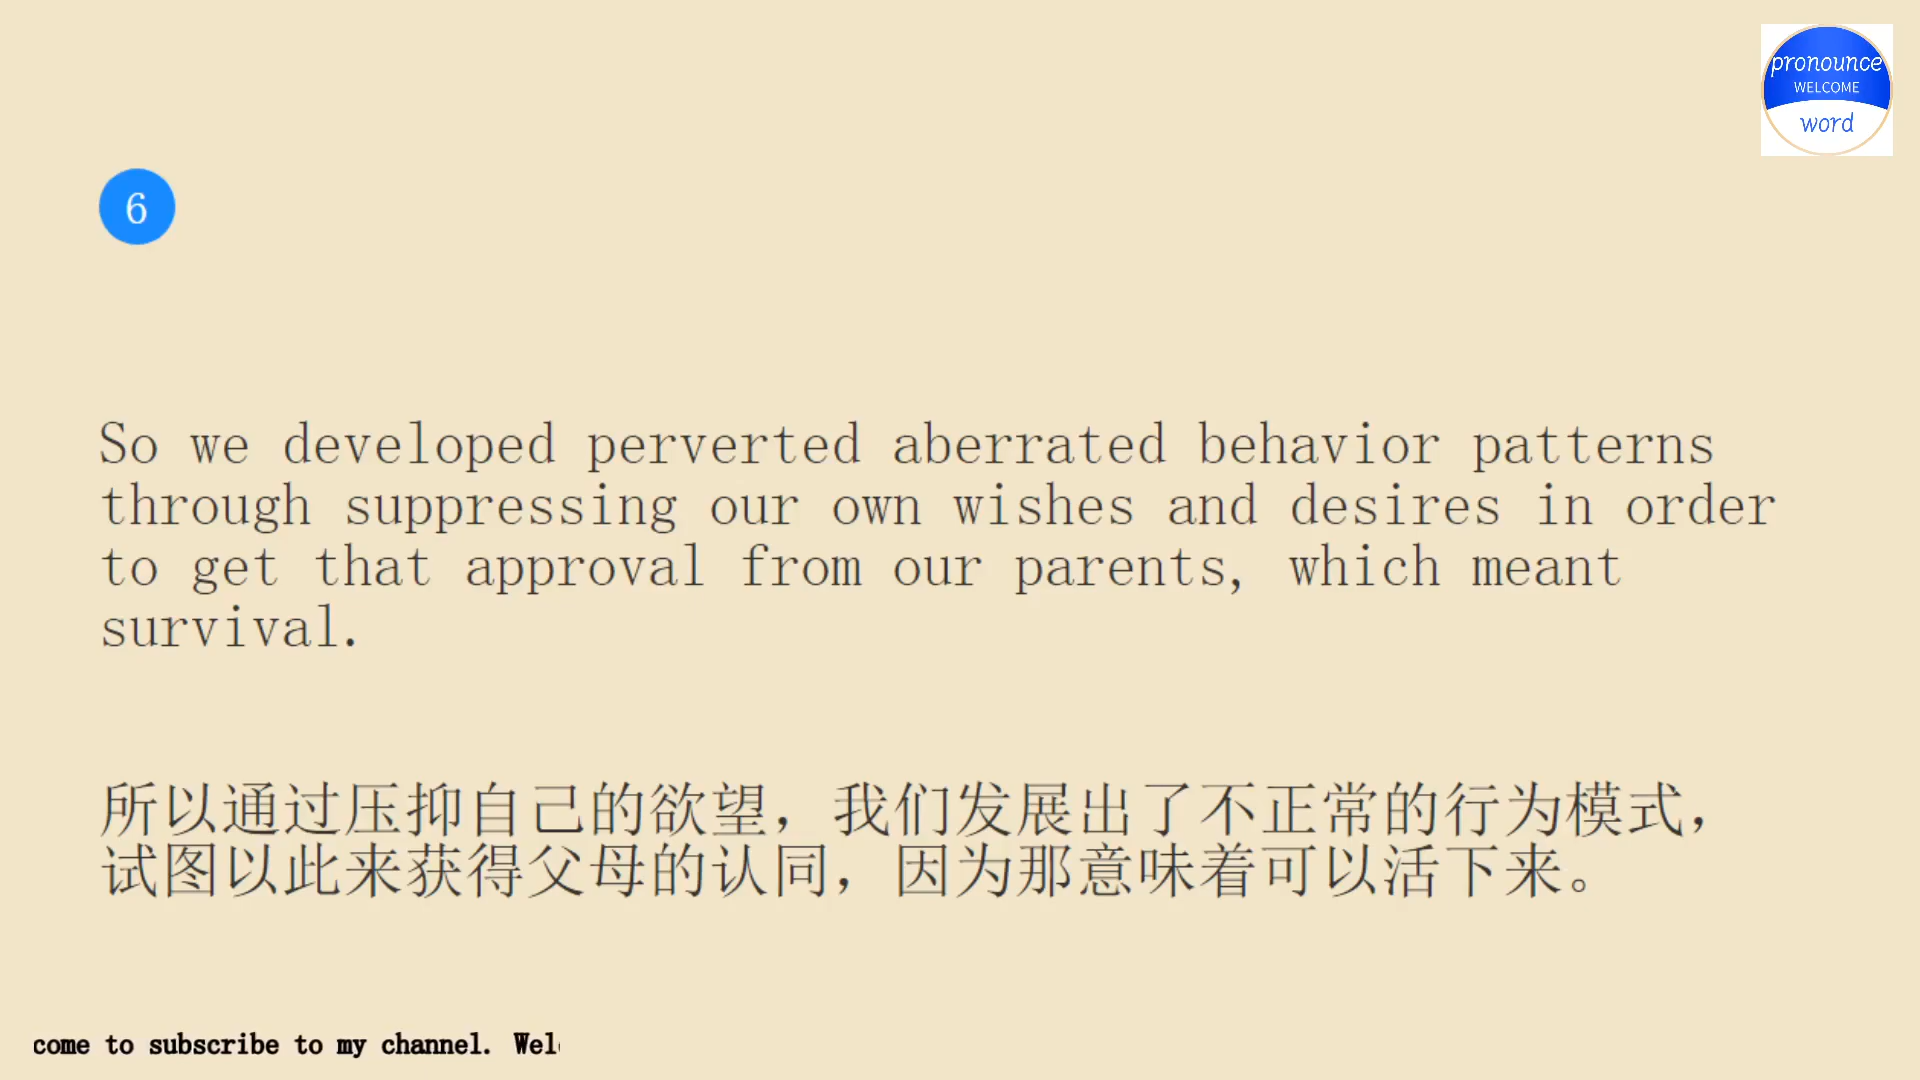 pronounce
WELCOME
word
6
So we developed perverted aberrated behavior patterns
through suppressing our own wishes and desires in order
to get that approval from our parents, which meant
survival.
所以通过压抑自己的欲望，我们发展出了不正常的行为模式，
试图以此来获得父母的认同，因为那意味着可以活下来。
come to subscribe to my channel. Wel